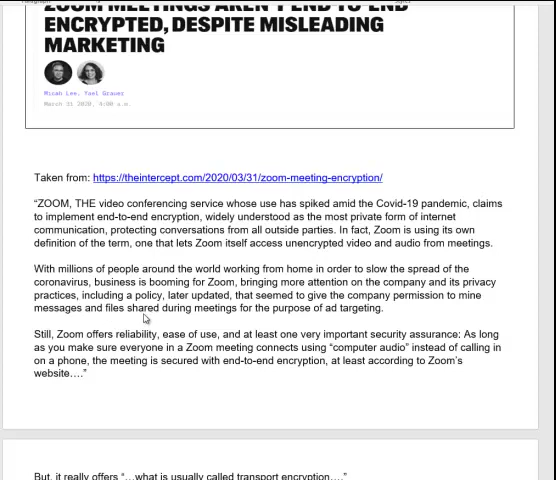 ZOOM MEETINGS AREN'T END-TO-END
ENCRYPTED, DESPITE MISLEADING
MARKETING
Micah Lee, Yael Grauer
March 31 2020, 4:00 a.m.
Taken from: https://theintercept.com/2020/03/31/zoom-meeting-encryption/
“ZOOM, THE video conferencing service whose use has spiked amid the Covid-19 pandemic, claims
to implement end-to-end encryption, widely understood as the most private form of internet
communication, protecting conversations from all outside parties. In fact, Zoom is using its own
definition of the term, one that lets Zoom itself access unencrypted video and audio from meetings.
With millions of people around the world working from home in order to slow the spread of the
coronavirus, business is booming for Zoom, bringing more attention on the company and its privacy
practices, including a policy, later updated, that seemed to give the company permission to mine
messages and files shared during meetings for the purpose of ad targeting.
Still, Zoom offers reliability, ease of use, and at least one very important security assurance: As long
as you make sure everyone in a Zoom meeting connects using “computer audio” instead of calling in
on a phone, the meeting is secured with end-to-end encryption, at least according to Zoom’s
website….”
But, it really offers “…what is usually called transport encryption….”